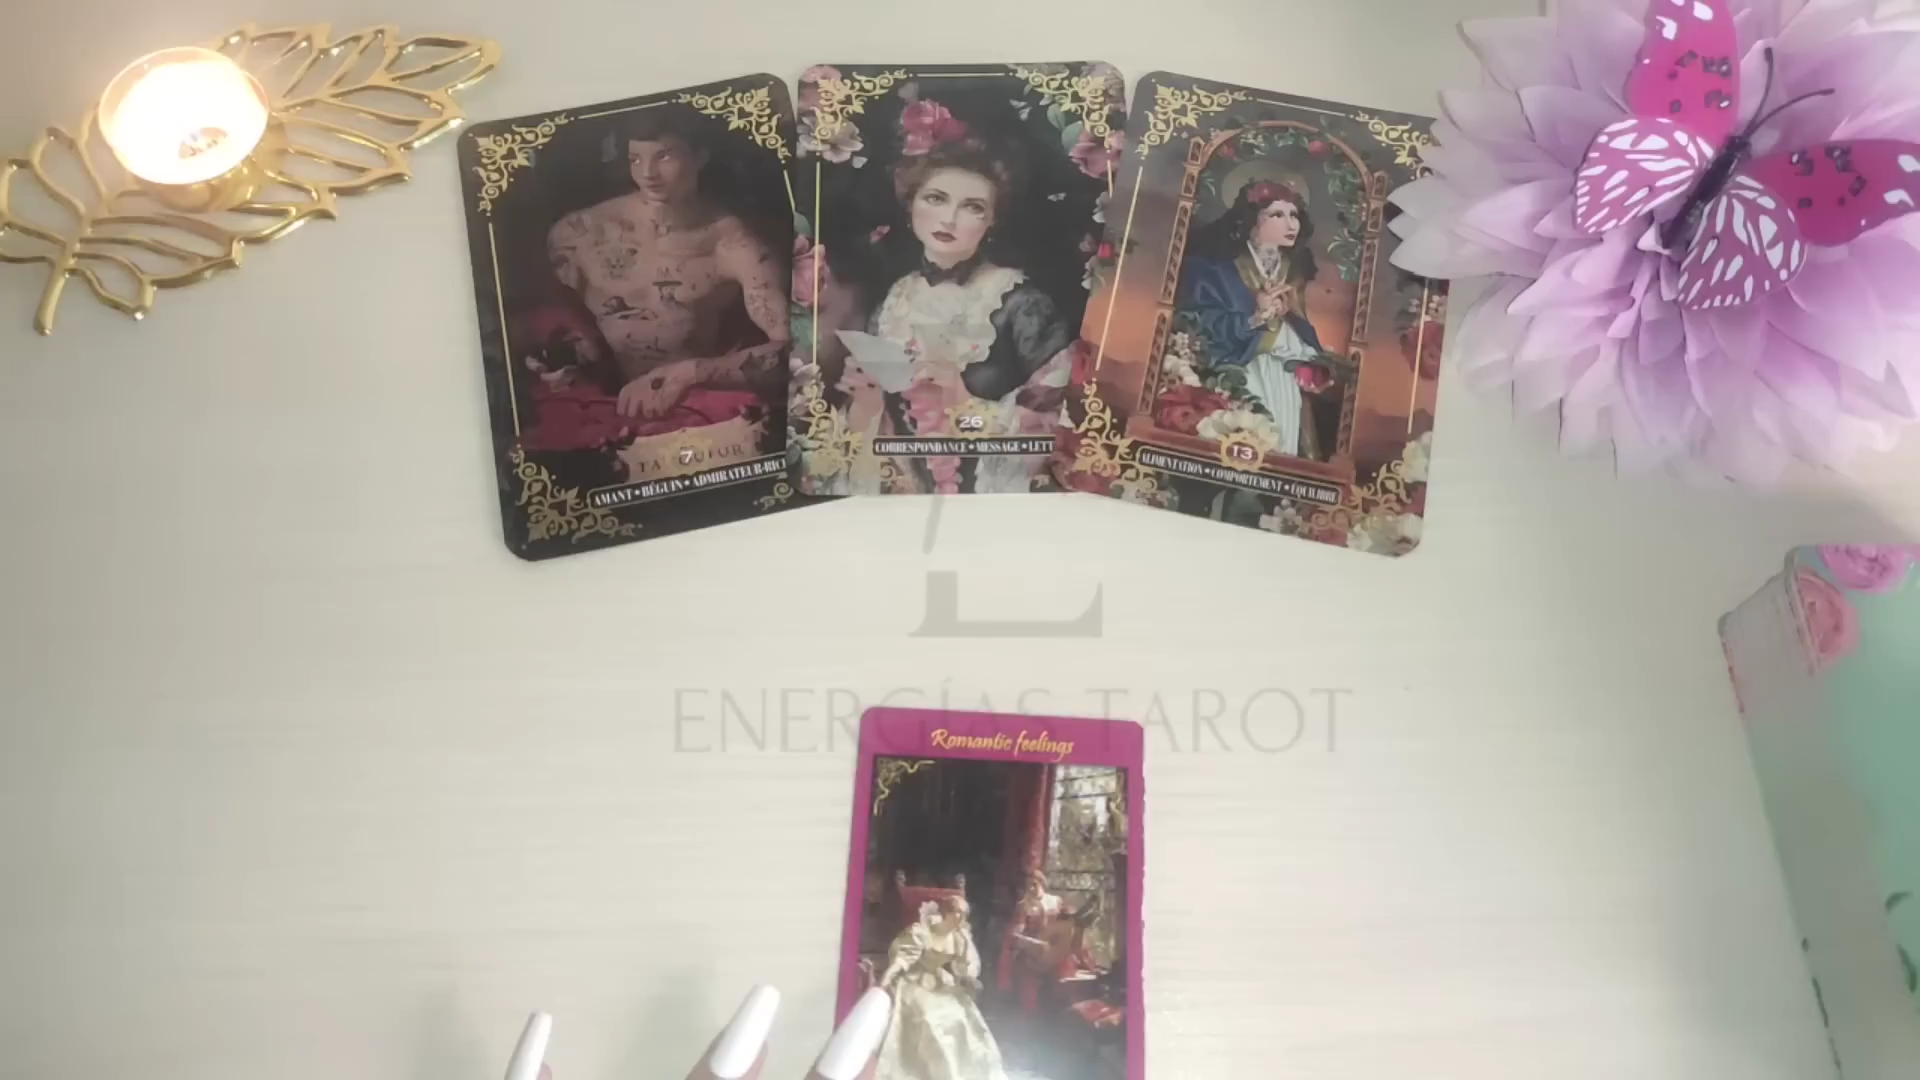 7
AMANT • BÉGUIN • ADMIRATEUR-RICE
26
CORRESPONDANCE • MESSAGE • LETT
13
ALIMENTATION • COMPORTEMENT • ÉQUILIBRE
L
ENERGÍAS TAROT
Romantic feelings